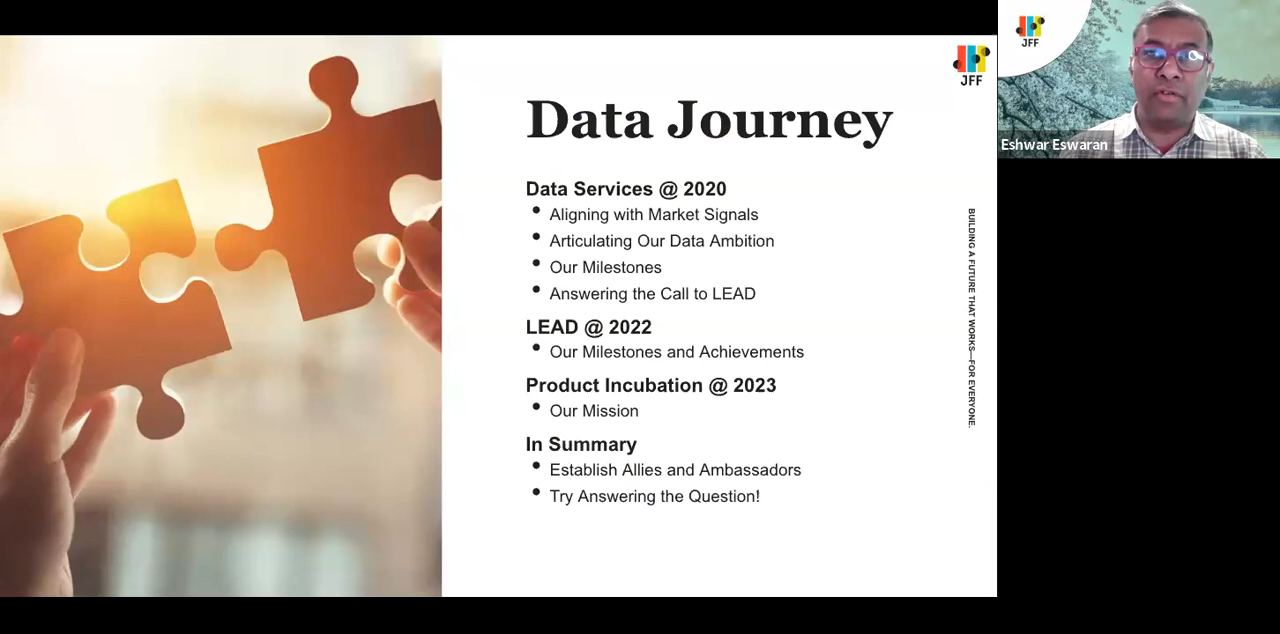 Data Journey
Data Services @ 2020
Aligning with Market Signals
Articulating Our Data Ambition
Our Milestones
Answering the Call to LEAD
LEAD @ 2022
Our Milestones and Achievements
Product Incubation @ 2023
Our Mission
In Summary
Establish Allies and Ambassadors
Try Answering the Question!
JFF
BUILDING A FUTURE THAT WORKS—FOR EVERYONE.
JFF
Eshwar Eswaran